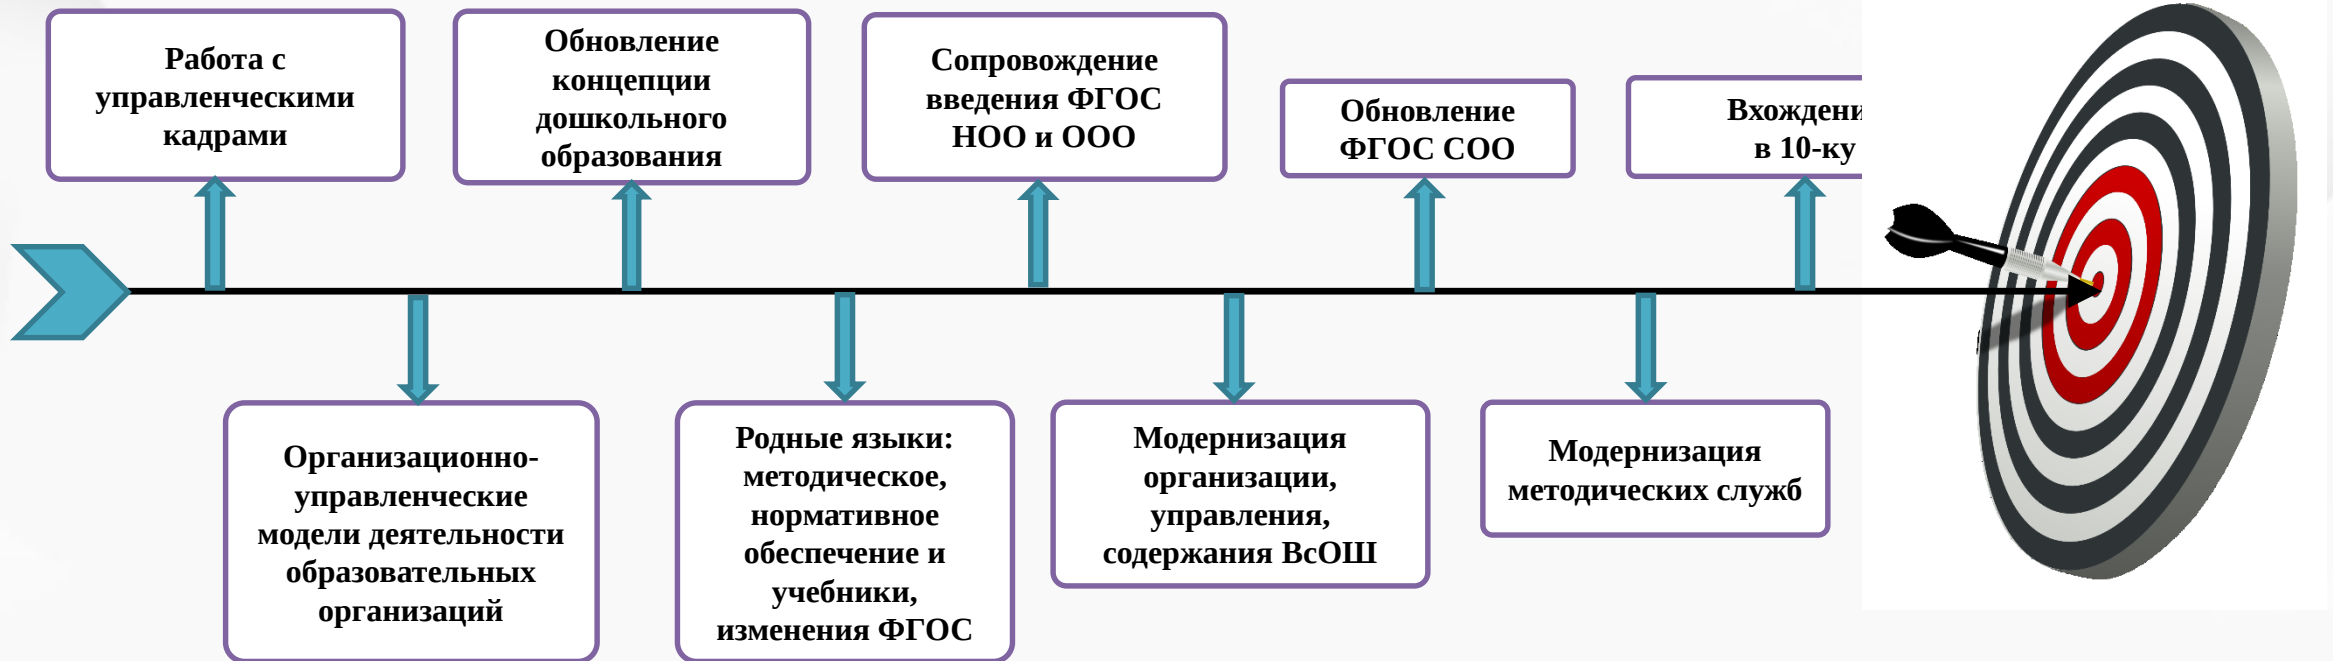 Работа с
управленческими
кадрами
Обновление
концепции
дошкольного
образования
Сопровождение
введения ФГОС
НОО и ООО
Обновление
ФГОС СОО
Вхождени
в 10-ку
Организационно-
управленческие
модели деятельности
образовательных
организаций
Родные языки:
методическое,
нормативное
обеспечение и
учебники,
изменения ФГОС
Модернизация
организации,
управления,
содержания ВсОШ
Модернизация
методических служб